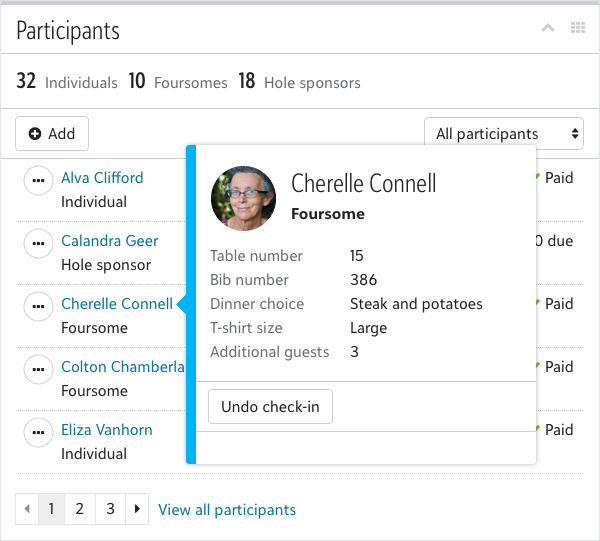 Participants
32 Individuals 10 Foursomes 18 Hole sponsors
Add
All participants
Alva Clifford
Paid
Individual
Calandra Geer
0 due
Hole sponsor
Cherelle Connell
Paid
Foursome
Colton Chamberla
Paid
Foursome
Eliza Vanhorn
Paid
Individual
Cherelle Connell
Foursome
Table number 15
Bib number 386
Dinner choice Steak and potatoes
T-shirt size Large
Additional guests 3
Undo check-in
1 2 3 View all participants